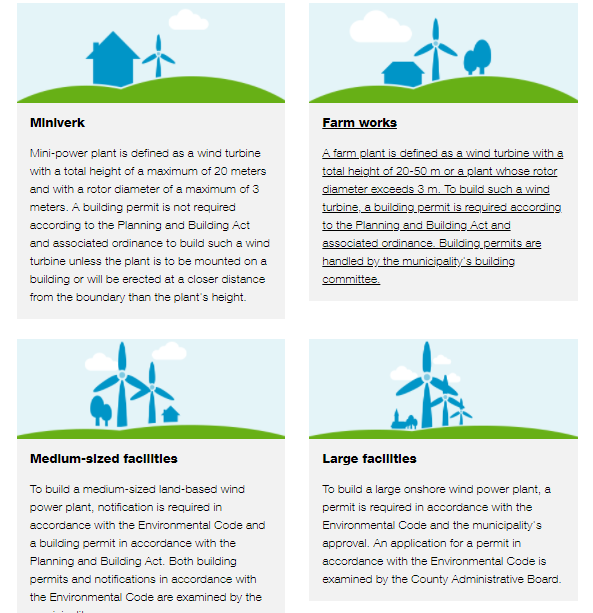 Miniverk
Mini-power plant is defined as a wind turbine
with a total height of a maximum of 20 meters
and with a rotor diameter of a maximum of 3
meters. A building permit is not required
according to the Planning and Building Act
and associated ordinance to build such a wind
turbine unless the plant is to be mounted on a
building or will be erected at a closer distance
from the boundary than the plant's height.
Farm works
A farm plant is defined as a wind turbine with a
total height of 20-50 m or a plant whose rotor
diameter exceeds 3 m. To build such a wind
turbine, a building permit is required according
to the Planning and Building Act and
associated ordinance. Building permits are
handled by the municipality's building
committee.
Medium-sized facilities
To build a medium-sized land-based wind
power plant, notification is required in
accordance with the Environmental Code and
a building permit in accordance with the
Planning and Building Act. Both building
permits and notifications in accordance with
the Environmental Code are examined by the
Large facilities
To build a large onshore wind power plant, a
permit is required in accordance with the
Environmental Code and the municipality's
approval. An application for a permit in
accordance with the Environmental Code is
examined by the County Administrative Board.